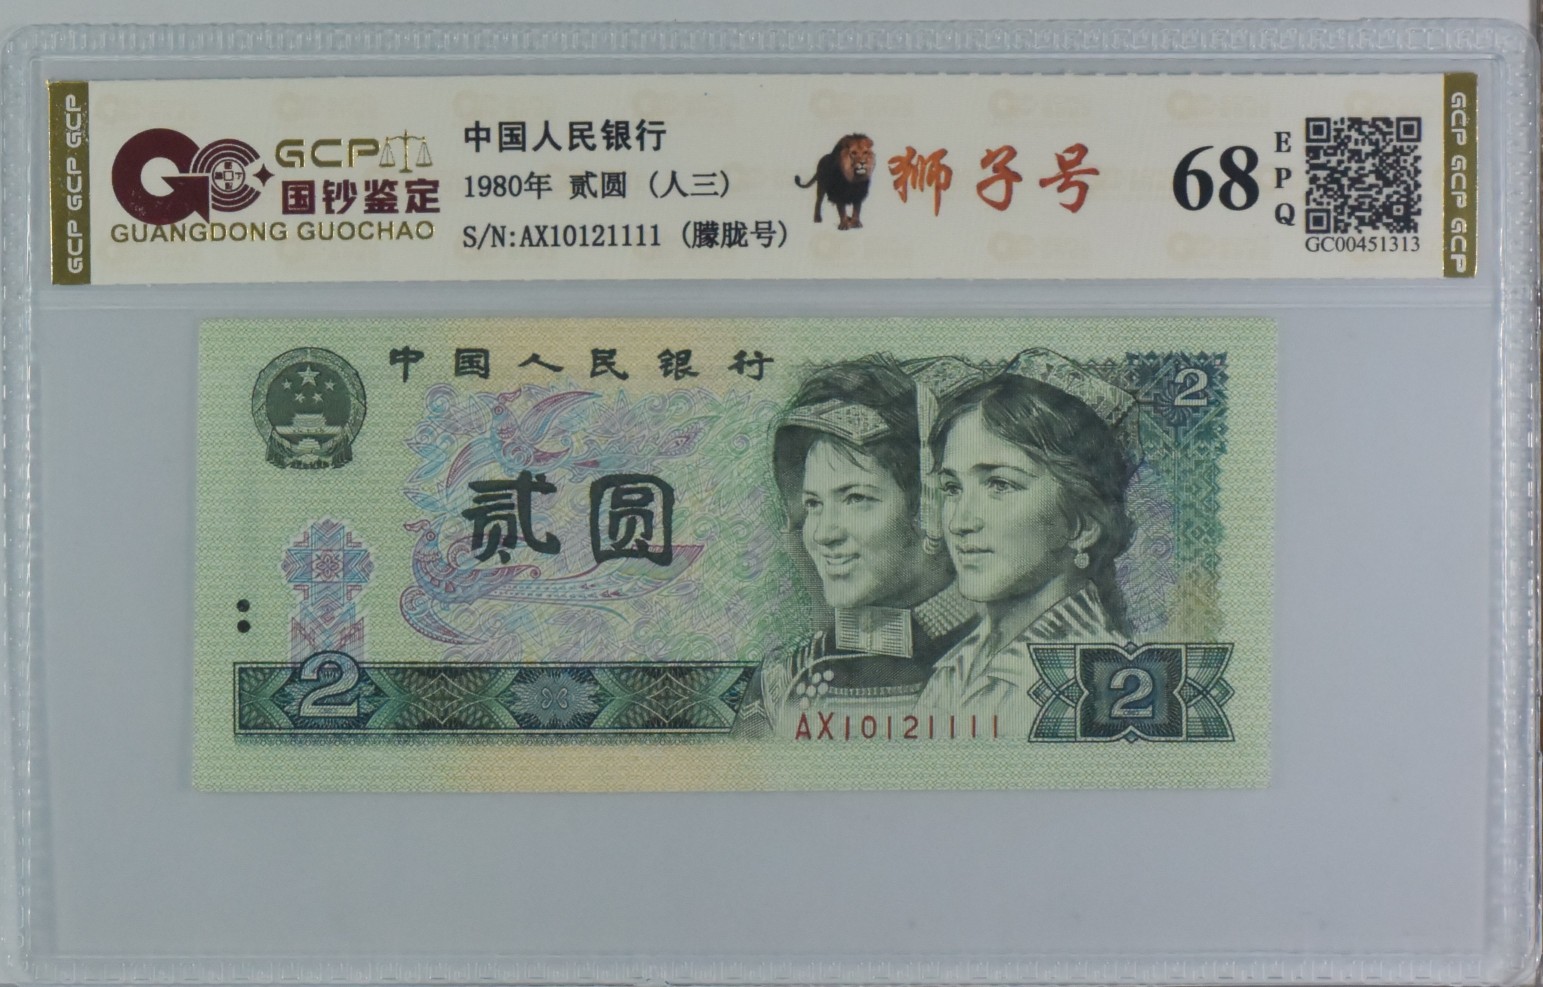 GCP GCP GCP
GCP
国钞鉴定
GUANGDONG GUOCHAO
中国人民银行
1980年 贰圆 (人三)
S/N:AX10121111 (朦胧号)
狮子号
68
EPQ
GC00451313
GCP GCP GCP
中国人民银行
2
贰圆
2
AX10121111
2